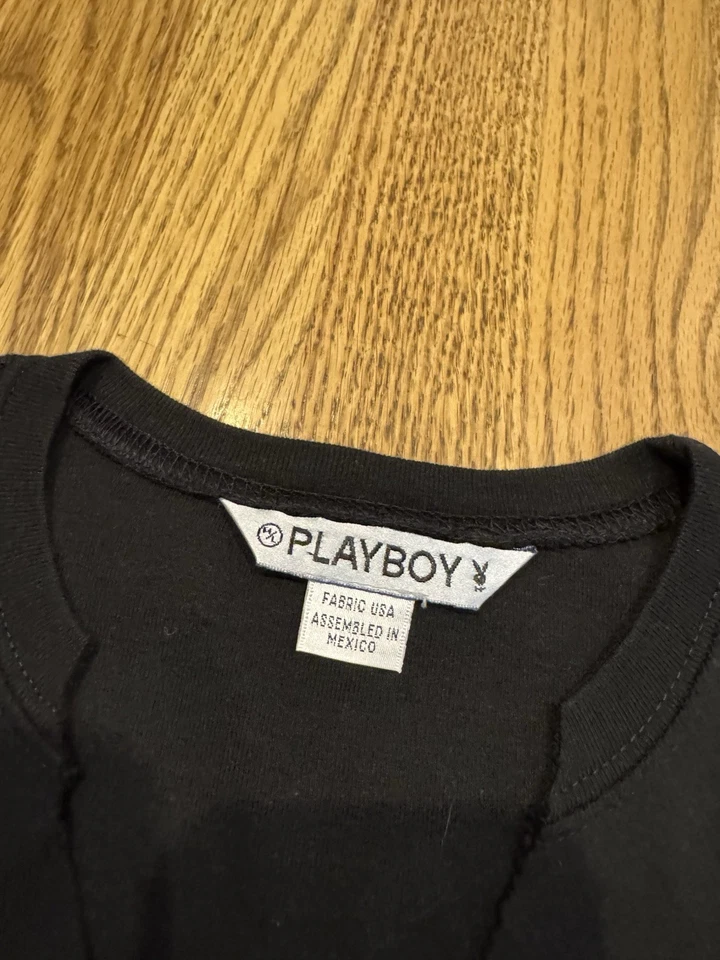 PLAYBOY
FABRIC USA
ASSEMBLED IN
MEXICO